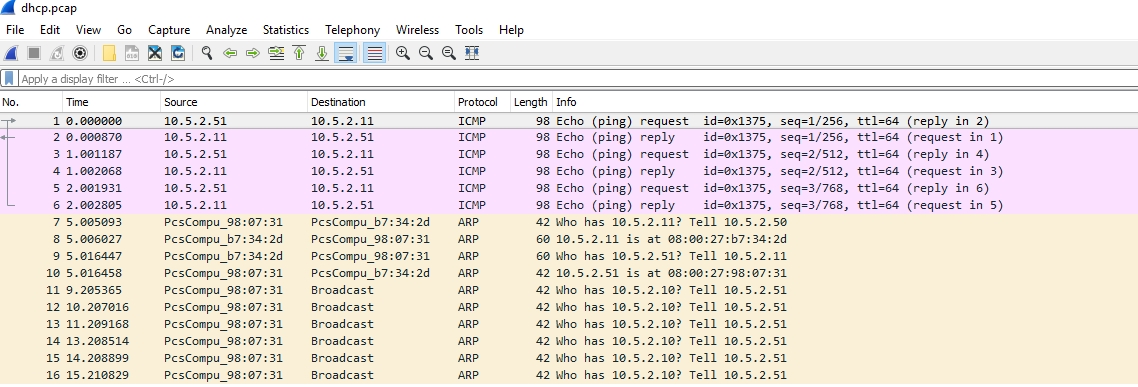 dhcp.pcap
File Edit View Go Capture Analyze Statistics Telephony Wireless Tools Help
Apply a display filter ... <Ctrl-/>
No. Time Source Destination Protocol Length Info
1 0.000000 10.5.2.51 10.5.2.11 ICMP 98 Echo (ping) request id=0x1375, seq=1/256, ttl=64 (reply in 2)
2 0.000870 10.5.2.11 10.5.2.51 ICMP 98 Echo (ping) reply id=0x1375, seq=1/256, ttl=64 (request in 1)
3 1.001187 10.5.2.51 10.5.2.11 ICMP 98 Echo (ping) request id=0x1375, seq=2/512, ttl=64 (reply in 4)
4 1.002068 10.5.2.11 10.5.2.51 ICMP 98 Echo (ping) reply id=0x1375, seq=2/512, ttl=64 (request in 3)
5 2.001931 10.5.2.51 10.5.2.11 ICMP 98 Echo (ping) request id=0x1375, seq=3/768, ttl=64 (reply in 6)
6 2.002805 10.5.2.11 10.5.2.51 ICMP 98 Echo (ping) reply id=0x1375, seq=3/768, ttl=64 (request in 5)
7 5.005093 PcsCompu_98:07:31 PcsCompu_b7:34:2d ARP 42 Who has 10.5.2.11? Tell 10.5.2.50
8 5.006027 PcsCompu_b7:34:2d PcsCompu_98:07:31 ARP 60 10.5.2.11 is at 08:00:27:b7:34:2d
9 5.016447 PcsCompu_b7:34:2d PcsCompu_98:07:31 ARP 60 Who has 10.5.2.51? Tell 10.5.2.11
10 5.016458 PcsCompu_98:07:31 PcsCompu_b7:34:2d ARP 42 10.5.2.51 is at 08:00:27:98:07:31
11 9.205365 PcsCompu_98:07:31 Broadcast ARP 42 Who has 10.5.2.10? Tell 10.5.2.51
12 10.207016 PcsCompu_98:07:31 Broadcast ARP 42 Who has 10.5.2.10? Tell 10.5.2.51
13 11.209168 PcsCompu_98:07:31 Broadcast ARP 42 Who has 10.5.2.10? Tell 10.5.2.51
14 13.208514 PcsCompu_98:07:31 Broadcast ARP 42 Who has 10.5.2.10? Tell 10.5.2.51
15 14.208899 PcsCompu_98:07:31 Broadcast ARP 42 Who has 10.5.2.10? Tell 10.5.2.51
16 15.210829 PcsCompu_98:07:31 Broadcast ARP 42 Who has 10.5.2.10? Tell 10.5.2.51